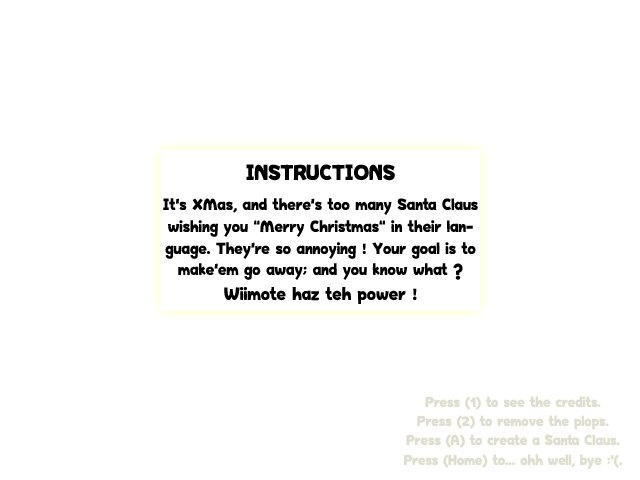 INSTRUCTIONS
It's XMas, and there's too many Santa Claus
wishing you "Merry Christmas" in their lan-
guage. They're so annoying ! Your goal is to
make'em go away; and you know what ?
Wiimote haz teh power !
Press (1) to see the credits.
Press (2) to remove the plops.
Press (A) to create a Santa Claus.
Press (Home) to... ohh well, bye :'(.